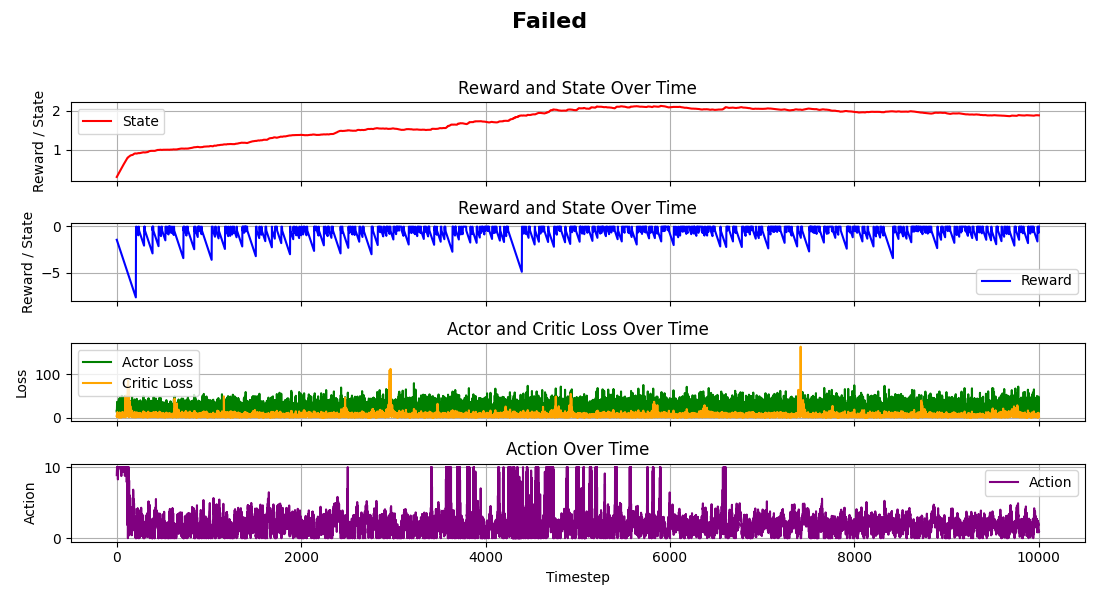 Failed
Reward and State Over Time
Reward / State
2
1
State
Reward and State Over Time
Reward / State
0
−5
Reward
Actor and Critic Loss Over Time
Loss
100
0
Actor Loss
Critic Loss
Action Over Time
Action
10
0
Action
0 2000 4000 6000 8000 10000
Timestep